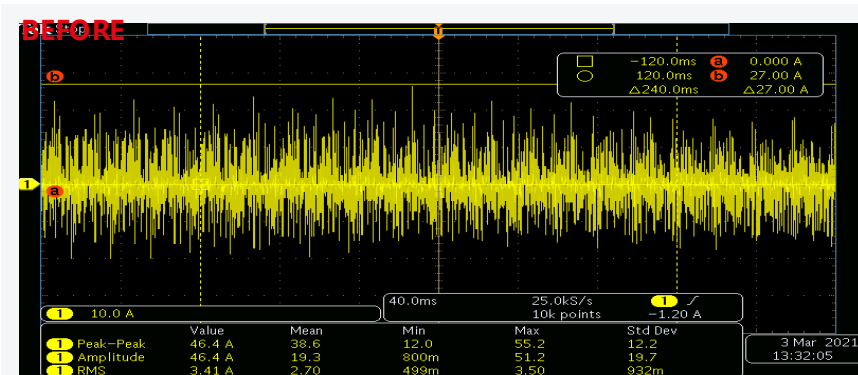 BEFORE
Stop
U
−120.0ms a 0.000 A
120.0ms b 27.00 A
△240.0ms △27.00 A
b
1
a
1 10.0 A
40.0ms 25.0kS/s 1
10k points −1.20 A
Value Mean Min Max Std Dev
1 Peak−Peak 46.4 A 38.6 12.0 55.2 12.2
1 Amplitude 46.4 A 19.3 800m 51.2 19.7
1 RMS 3.41 A 2.70 499m 3.50 932m
3 Mar 2021
13:32:05